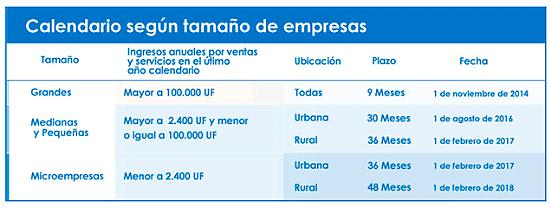 Calendario según tamaño de empresas
Tamaño
Ingresos anuales por ventas
y servicios en el útimo
año calendario
Ubicación
Plazo
Fecha
Grandes
Mayor a 100.000 UF
Todas
9 Meses
1 de noviembre de 2014
Medianas
y Pequeñas
Mayor a 2.400 UF y menor
o igual a 100.000 UF
Urbana
30 Meses
1 de agosto de 2016
Rural
36 Meses
1 de febrero de 2017
Microempresas
Menor a 2.400 UF
Urbana
36 Meses
1 de febrero de 2017
Rural
48 Meses
1 de febrero de 2018